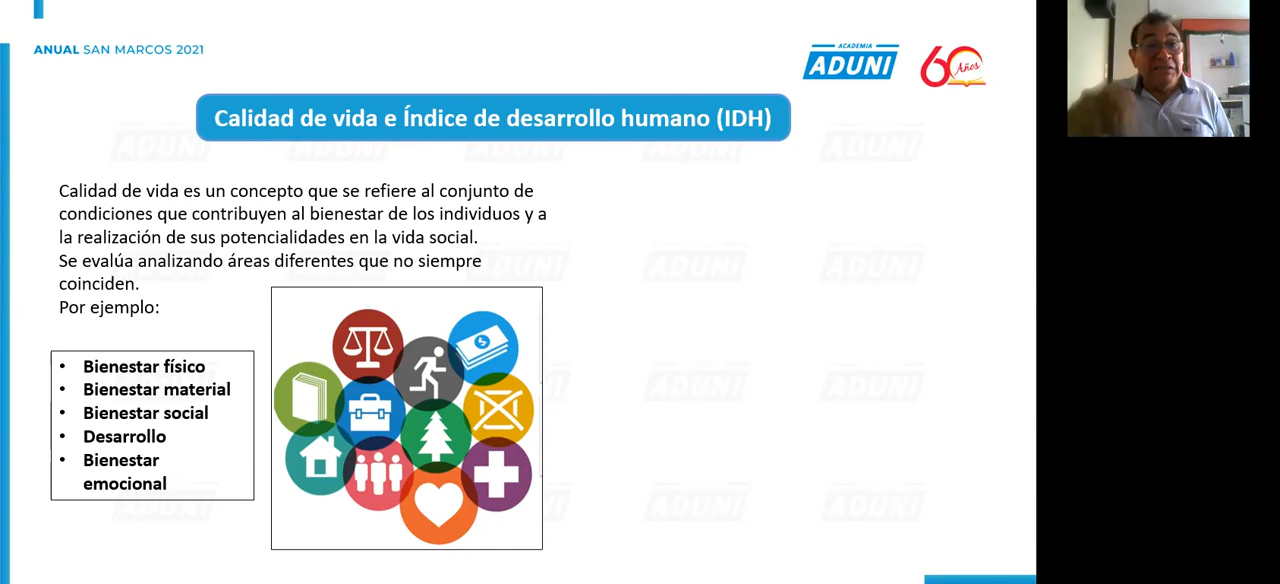 ANUAL SAN MARCOS 2021
ACADEMIA
ADUNI
60 Años
Calidad de vida e Índice de desarrollo humano (IDH)
Calidad de vida es un concepto que se refiere al conjunto de
condiciones que contribuyen al bienestar de los individuos y a
la realización de sus potencialidades en la vida social.
Se evalúa analizando áreas diferentes que no siempre
coinciden.
Por ejemplo:
• Bienestar físico
• Bienestar material
• Bienestar social
• Desarrollo
• Bienestar
emocional